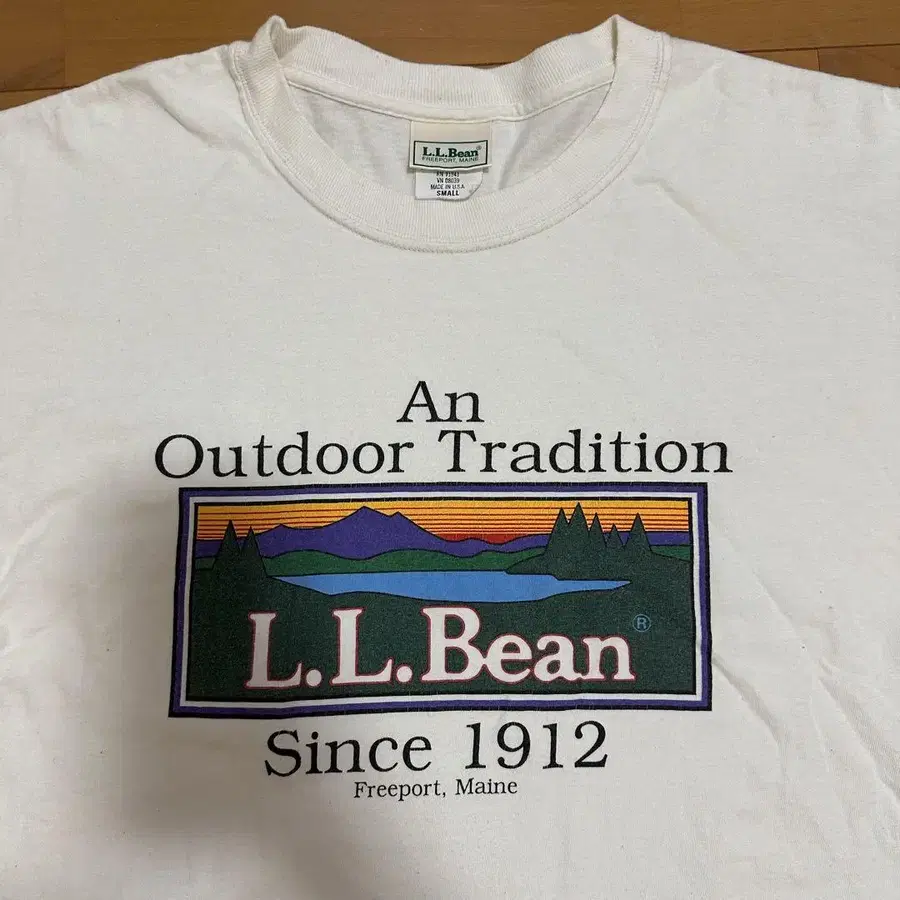 L.L.Bean®
FREEPORT, MAINE
MADE IN U.S.A.
SMALL
An
Outdoor Tradition
L.L.Bean®
Since 1912
Freeport, Maine